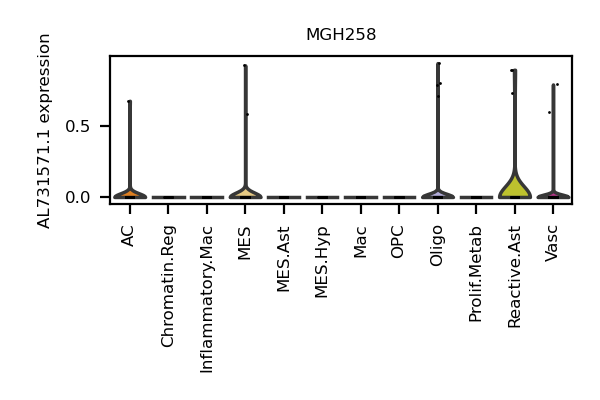 MGH258
AL731571.1 expression
0.5
0.0
AC
Chromatin.Reg
Inflammatory.Mac
MES
MES.Ast
MES.Hyp
Mac
OPC
Oligo
Prolif.Metab
Reactive.Ast
Vasc